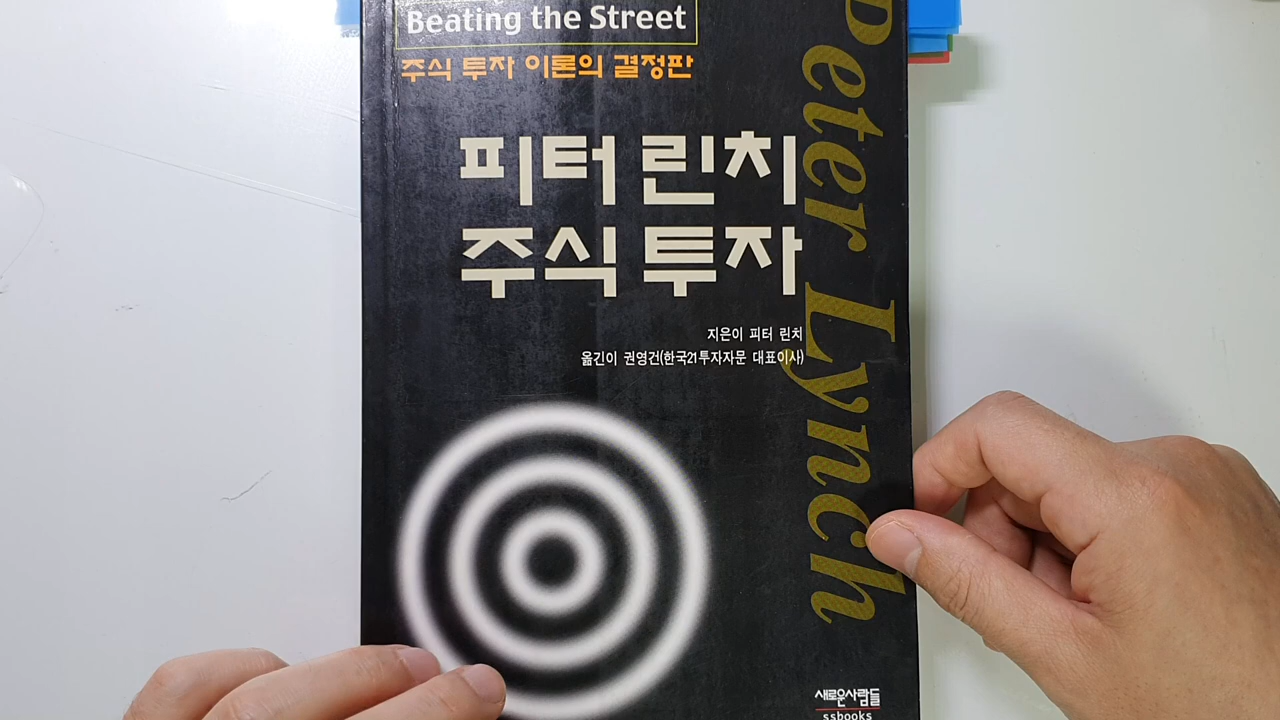 Beating the Street
주식 투자 이론의 결정판
피터 린치
주식 투자
지은이 피터 린치
옮긴이 권영건(한국21투자자문 대표이사)
Peter Lynch
새로운사람들
ssbooks